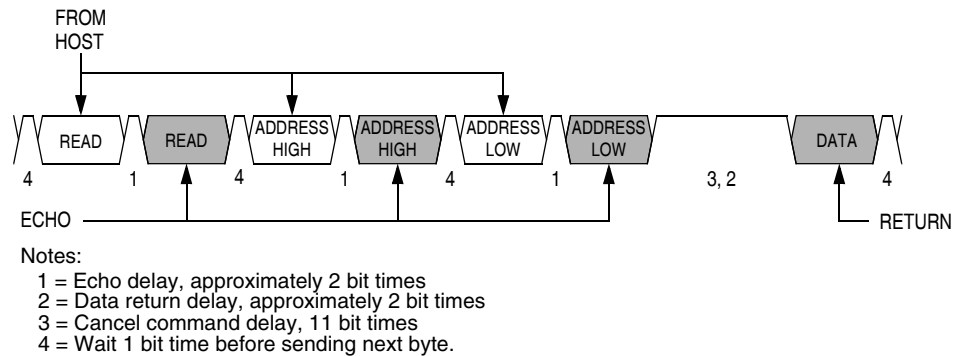 FROM
HOST
READ READ ADDRESS HIGH ADDRESS HIGH ADDRESS LOW ADDRESS LOW DATA
4 1 4 1 4 1 3, 2 4
ECHO RETURN
Notes:
1 = Echo delay, approximately 2 bit times
2 = Data return delay, approximately 2 bit times
3 = Cancel command delay, 11 bit times
4 = Wait 1 bit time before sending next byte.